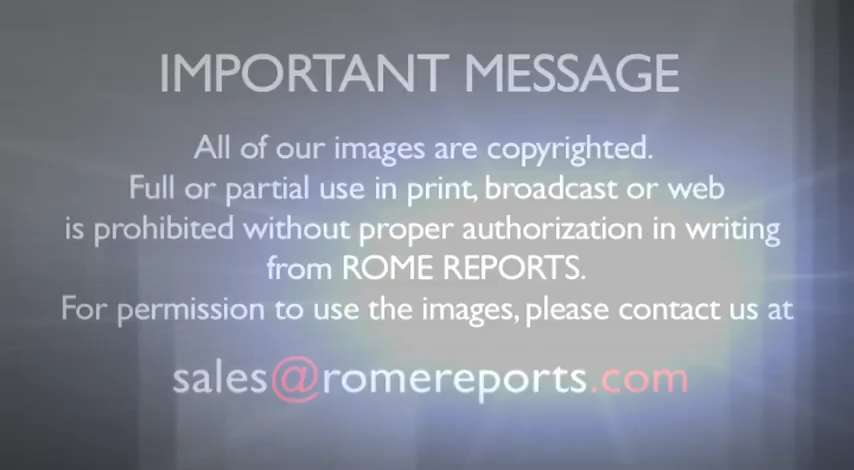 IMPORTANT MESSAGE
All of our images are copyrighted.
Full or partial use in print, broadcast or web
is prohibited without proper authorization in writing
from ROME REPORTS.
For permission to use the images, please contact us at
sales@romereports.com